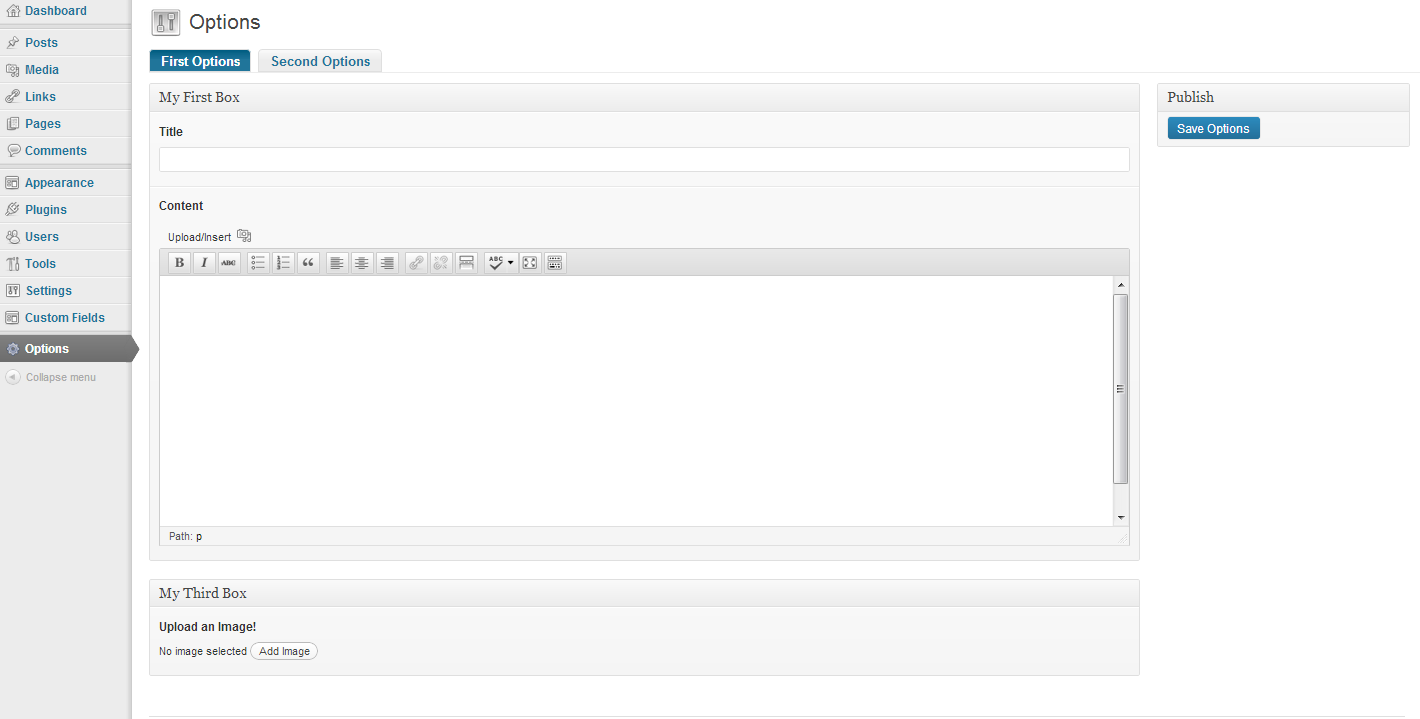 Dashboard
Posts
Media
Links
Pages
Comments
Appearance
Plugins
Users
Tools
Settings
Custom Fields
Options
Collapse menu
Options
First Options
Second Options
My First Box
Title
Content
Upload/Insert
B I ABC ABC
Path: p
My Third Box
Upload an Image!
No image selected Add Image
Publish
Save Options